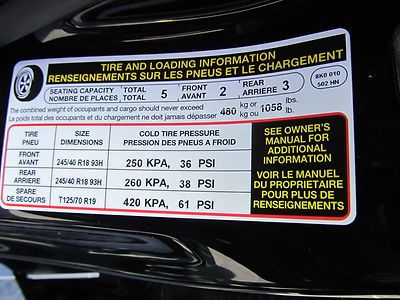 TIRE AND LOADING INFORMATION
RENSEIGNEMENTS SUR LES PNEUS ET LE CHARGEMENT
SEATING CAPACITY TOTAL 5 FRONT 2 REAR 3
NOMBRE DE PLACES TOTAL AVANT ARRIERE
8K0 010
502 HN
The combined weight of occupants and cargo should never exceed 480 kg or 1058 lbs.
Le poids total des occupants et du chargement ne doit jamais dépasser kg ou lb.
TIRE SIZE COLD TIRE PRESSURE
PNEU DIMENSIONS PRESSION DES PNEUS A FROID
FRONT
AVANT 245/40 R18 93H 250 KPA, 36 PSI
REAR
ARRIERE 245/40 R18 93H 260 KPA, 38 PSI
SPARE
DE SECOURS T125/70 R19 420 KPA, 61 PSI
SEE OWNER'S
MANUAL FOR
ADDITIONAL
INFORMATION
VOIR LE MANUEL
DU PROPRIETAIRE
POUR PLUS DE
RENSEIGNEMENTS